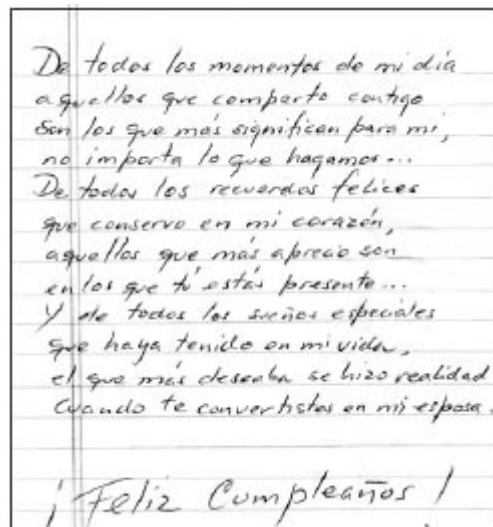 De todos los momentos de mi día
aquellos que comparto contigo
son los que más significan para mi,
no importa lo que hagamos...
De todos los recuerdos felices
que conservo en mi corazón,
aquellos que más aprecio son
en los que tú estás presente...
Y de todos los sueños especiales
que haya tenido en mi vida,
el que más deseaba se hizo realidad
Cuando te convertistes en mi esposa.
¡Feliz Cumpleaños!